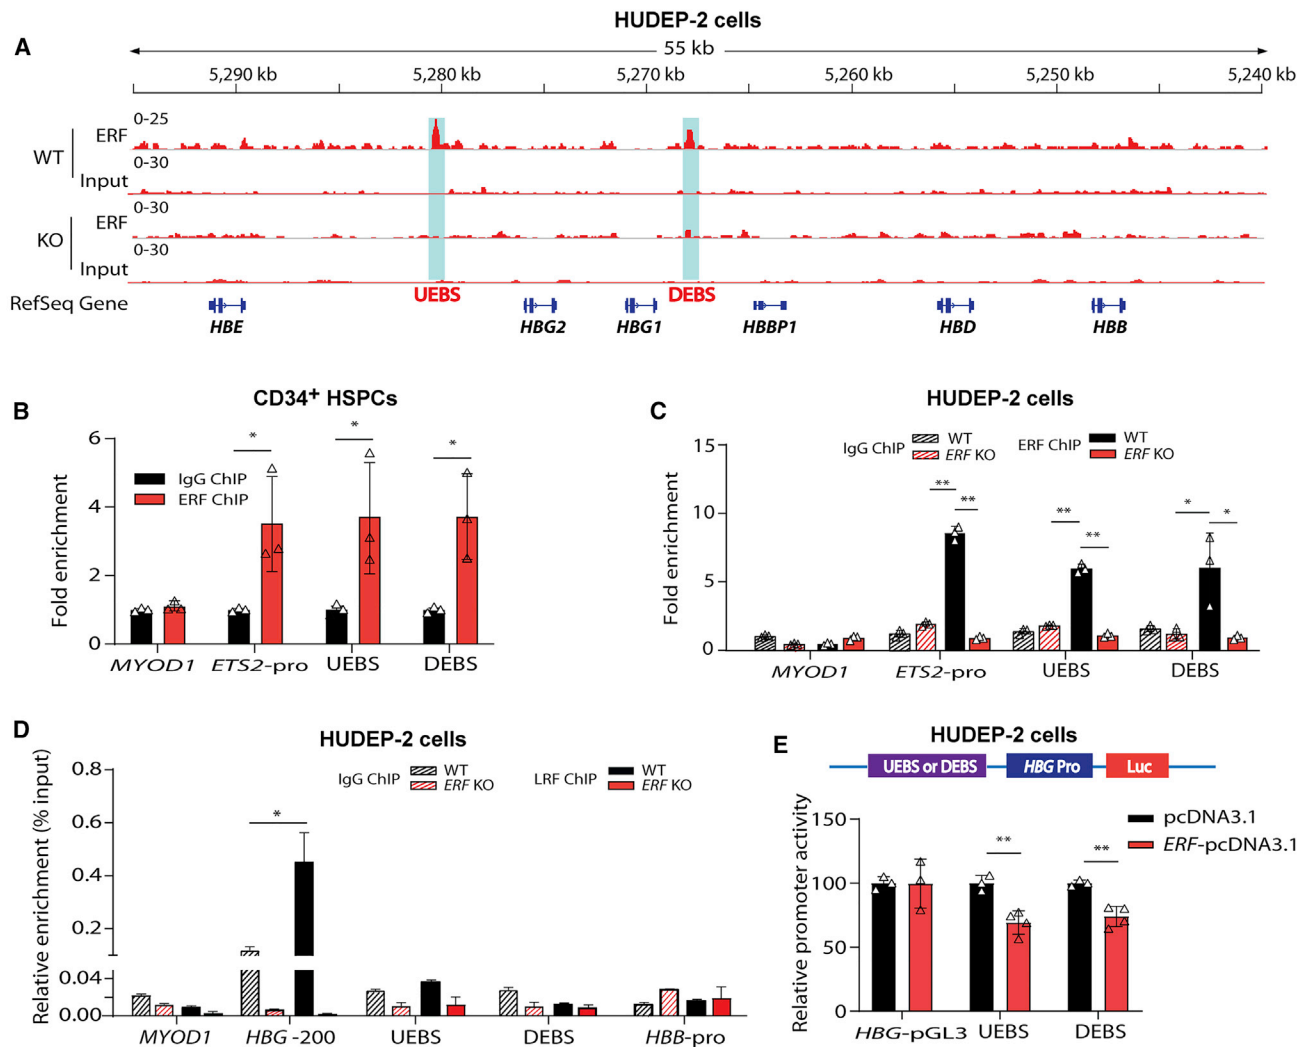 HUDEP-2 cells
A
55 kb
5,290 kb 5,280 kb 5,270 kb 5,260 kb 5,250 kb 5,240 kb
0-25
ERF
WT
0-30
Input
0-30
ERF
KO
0-30
Input
UEBS DEBS
RefSeq Gene
HBE HBG2 HBG1 HBBP1 HBD HBB
B
CD34+ HSPCs
Fold enrichment
6
4
2
0
IgG ChIP
ERF ChIP
* * *
MYOD1 ETS2-pro UEBS DEBS
C
HUDEP-2 cells
Fold enrichment
15
10
5
0
IgG ChIP WT ERF KO
ERF ChIP WT ERF KO
** ** ** ** * *
MYOD1 ETS2-pro UEBS DEBS
D
HUDEP-2 cells
Relative enrichment (% input)
0.8
0.6
0.4
0.2
0.04
0.00
IgG ChIP WT ERF KO
LRF ChIP WT ERF KO
*
MYOD1 HBG -200 UEBS DEBS HBB-pro
E
HUDEP-2 cells
UEBS or DEBS HBG Pro Luc
Relative promoter activity
150
100
50
0
pcDNA3.1
ERF-pcDNA3.1
** **
HBG-pGL3 UEBS DEBS